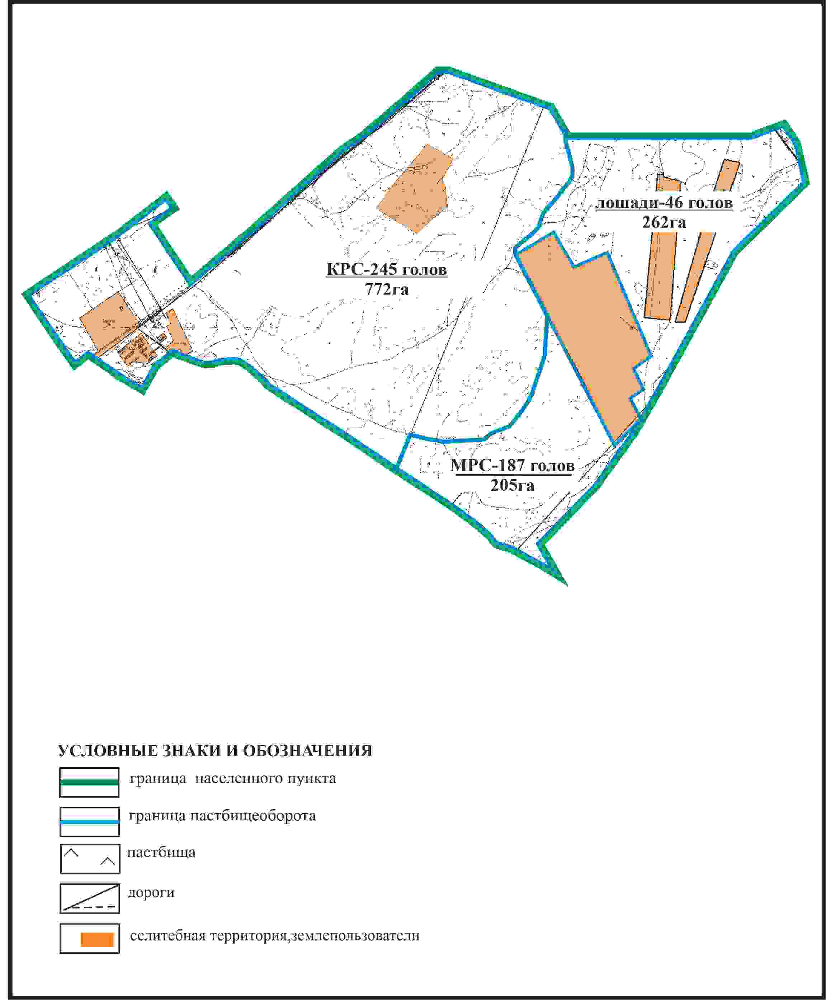 лошади-46 голов
262га
КРС-245 голов
772га
МРС-187 голов
205га
УСЛОВНЫЕ ЗНАКИ И ОБОЗНАЧЕНИЯ
граница населенного пункта
граница пастбищеоборота
пастбища
дороги
селитебная территория,землепользователи